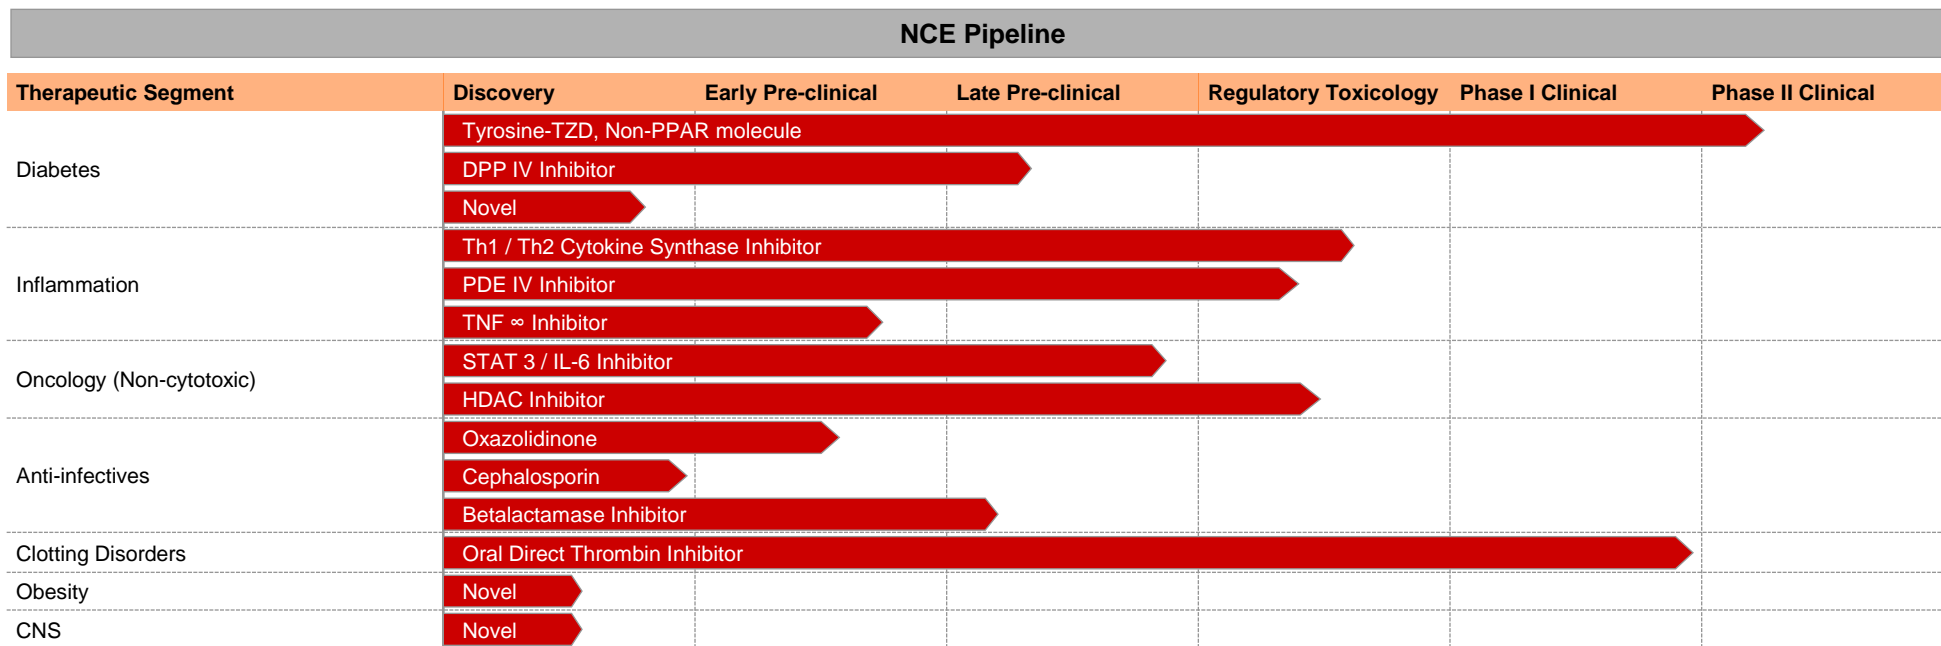 NCE Pipeline
Therapeutic Segment Discovery Early Pre-clinical Late Pre-clinical Regulatory Toxicology Phase I Clinical Phase II Clinical
Diabetes
Tyrosine-TZD, Non-PPAR molecule
DPP IV Inhibitor
Novel
Inflammation
Th1 / Th2 Cytokine Synthase Inhibitor
PDE IV Inhibitor
TNF ∞ Inhibitor
Oncology (Non-cytotoxic)
STAT 3 / IL-6 Inhibitor
HDAC Inhibitor
Anti-infectives
Oxazolidinone
Cephalosporin
Betalactamase Inhibitor
Clotting Disorders Oral Direct Thrombin Inhibitor
Obesity Novel
CNS Novel